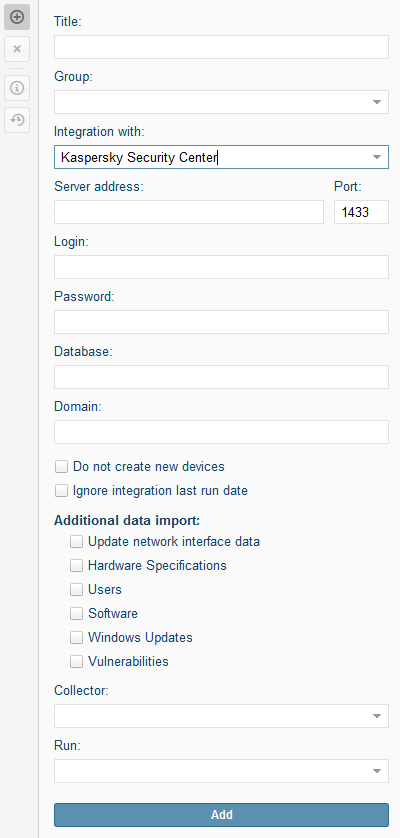 Title:
Group:
Integration with:
Kaspersky Security Center
Server address: Port:
1433
Login:
Password:
Database:
Domain:
Do not create new devices
Ignore integration last run date
Additional data import:
Update network interface data
Hardware Specifications
Users
Software
Windows Updates
Vulnerabilities
Collector:
Run:
Add